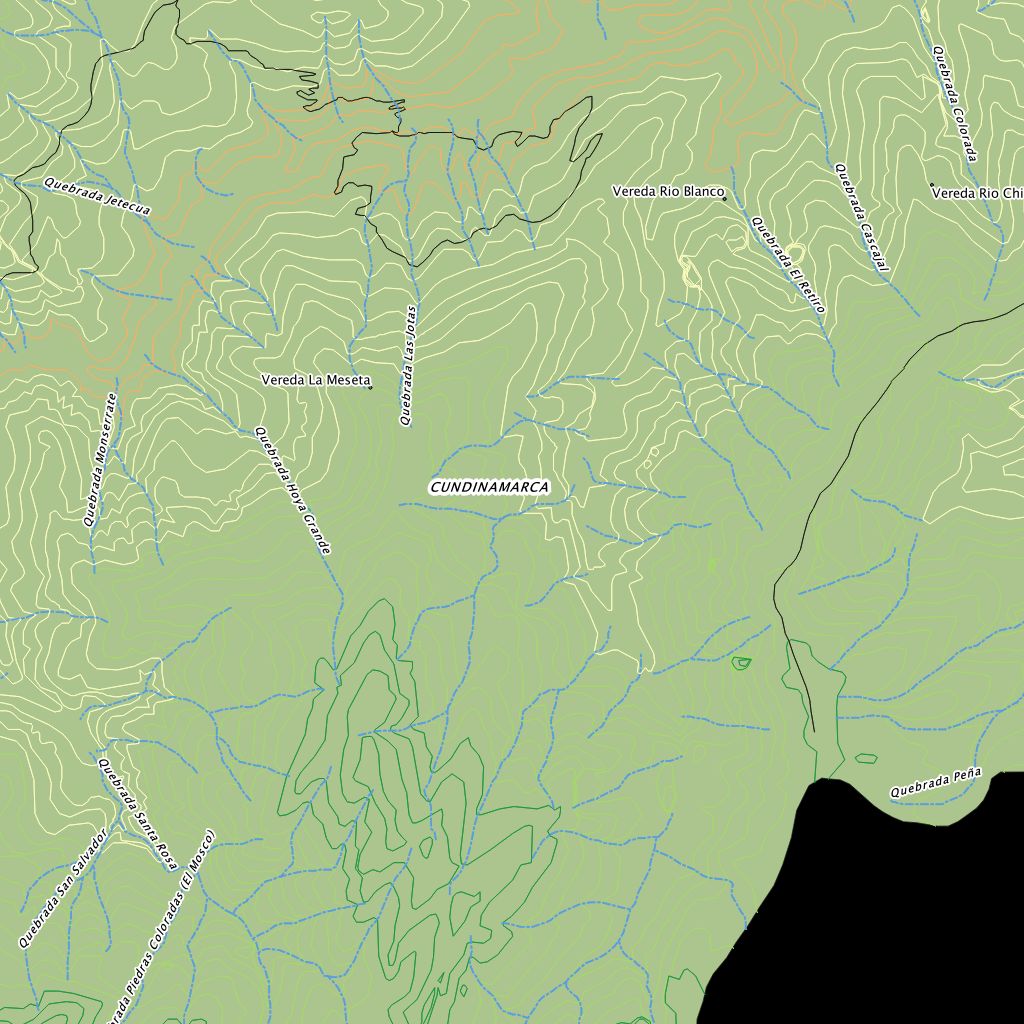 Quebrada Colorada
Quebrada Jetecua
Vereda Rio Blanco
Quebrada Cascajal
Vereda Rio Chi
Quebrada El Retiro
Quebrada Las Jotas
Vereda La Meseta
Quebrada Monserrate
Quebrada Hoya Grande
CUNDINAMARCA
Quebrada Peña
Quebrada Santa Rosa
Quebrada San Salvador
brada Piedras Coloradas (El Mosco)